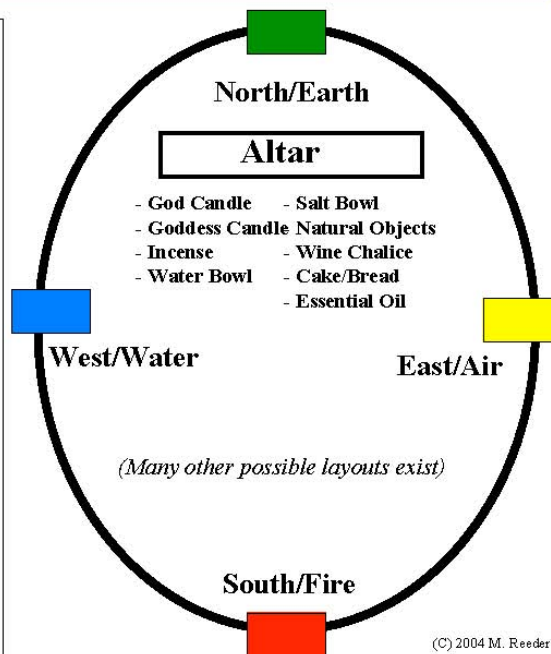 North/Earth
Altar
- God Candle - Salt Bowl
- Goddess Candle - Natural Objects
- Incense - Wine Chalice
- Water Bowl - Cake/Bread
- Essential Oil
West/Water
East/Air
(Many other possible layouts exist)
South/Fire
(C) 2004 M. Reeder